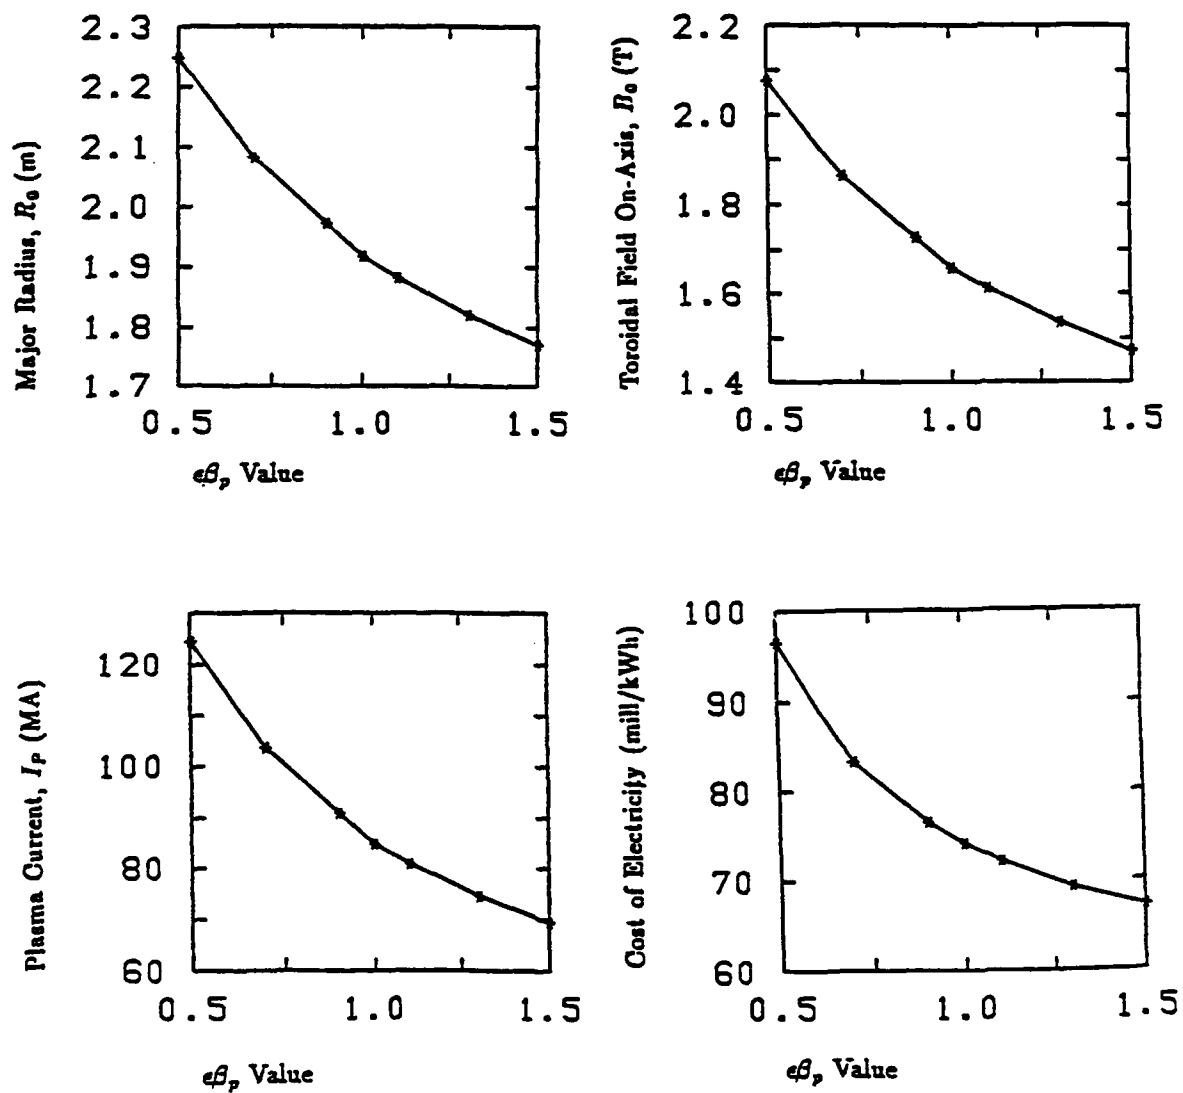 Major Radius, R₀ (m)
2.3
2.2
2.1
2.0
1.9
1.8
1.7
0.5 1.0 1.5
εβₚ Value
Toroidal Field On-Axis, B₀ (T)
2.2
2.0
1.8
1.6
1.4
0.5 1.0 1.5
εβₚ Value
Plasma Current, Iₚ (MA)
120
100
80
60
0.5 1.0 1.5
εβₚ Value
Cost of Electricity (mill/kWh)
100
90
80
70
60
0.5 1.0 1.5
εβₚ Value